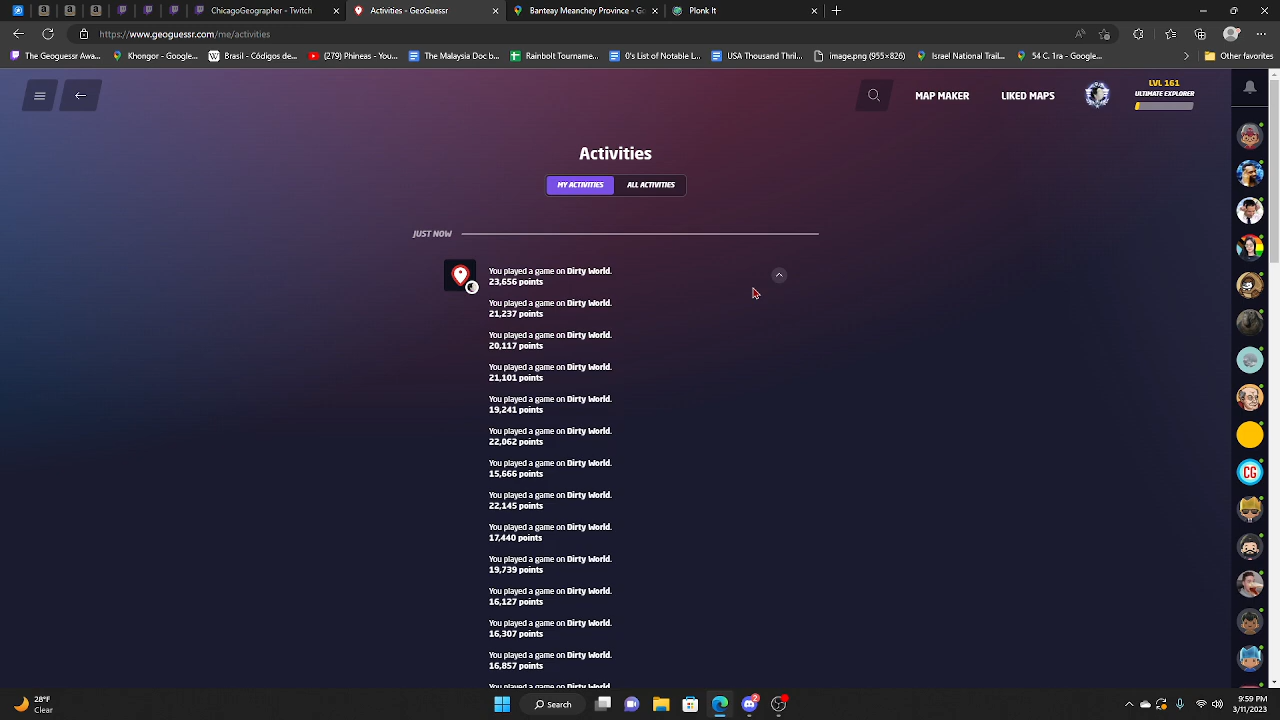 ChicagoGeographer - Twitch
Activities - GeoGuessr
Banteay Meanchey Province - Go
Plonk It
https://www.geoguessr.com/me/activities
The Geoguessr Awa...
Khongor - Google...
Brasil - Códigos de...
(279) Phineas - You...
The Malaysia Doc b...
Rainbolt Tournamen...
0's List of Notable I...
USA Thousand Thril...
image.png (955×826)
Israel National Trail...
54 C. 1ra - Google...
Other favorites
MAP MAKER
LIKED MAPS
LVL 161
ULTIMATE EXPLORER
Activities
MY ACTIVITIES
ALL ACTIVITIES
JUST NOW
You played a game on Dirty World.
23,656 points
You played a game on Dirty World.
21,237 points
You played a game on Dirty World.
20,117 points
You played a game on Dirty World.
21,101 points
You played a game on Dirty World.
19,241 points
You played a game on Dirty World.
22,062 points
You played a game on Dirty World.
15,666 points
You played a game on Dirty World.
22,145 points
You played a game on Dirty World.
17,440 points
You played a game on Dirty World.
19,739 points
You played a game on Dirty World.
16,127 points
You played a game on Dirty World.
16,307 points
You played a game on Dirty World.
16,857 points
You played a game on Dirty World.
CG
28°F
Clear
Search
2
9:59 PM
3/11/2023